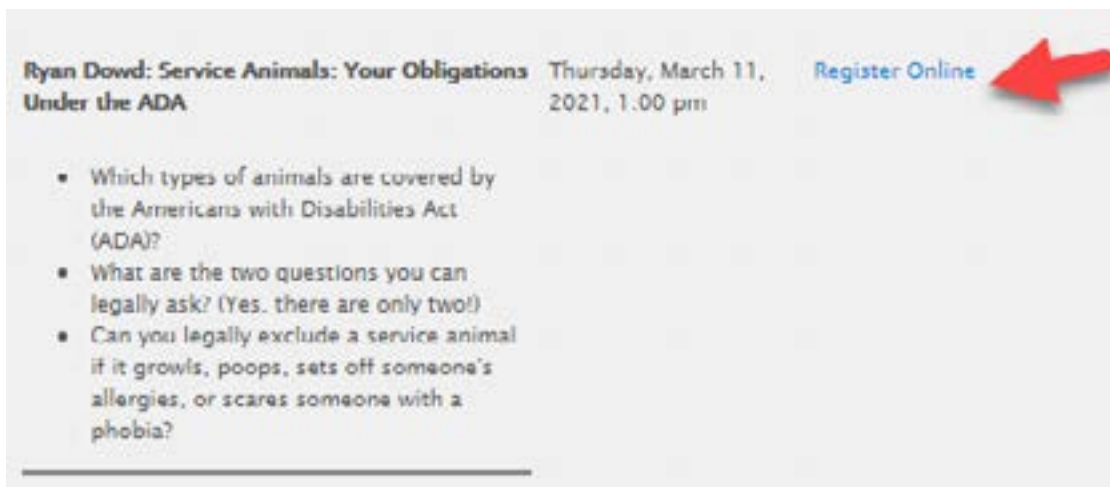 Ryan Dowd: Service Animals: Your Obligations
Under the ADA
Thursday, March 11,
2021, 1.00 pm
Register Online
• Which types of animals are covered by
the Americans with Disabilities Act
(ADA)?
• What are the two questions you can
legally ask? (Yes, there are only two!)
• Can you legally exclude a service animal
if it growls, poops, sets off someone's
allergies, or scares someone with a
phobia?